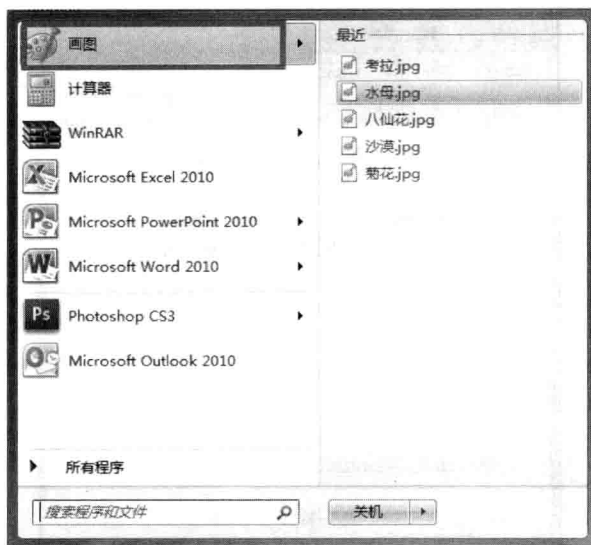 画图
计算器
WinRAR
Microsoft Excel 2010
Microsoft PowerPoint 2010
Microsoft Word 2010
Photoshop CS3
Microsoft Outlook 2010
所有程序
搜索程序和文件
最近
考拉.jpg
水母.jpg
八仙花.jpg
沙漠.jpg
菊花.jpg
关机